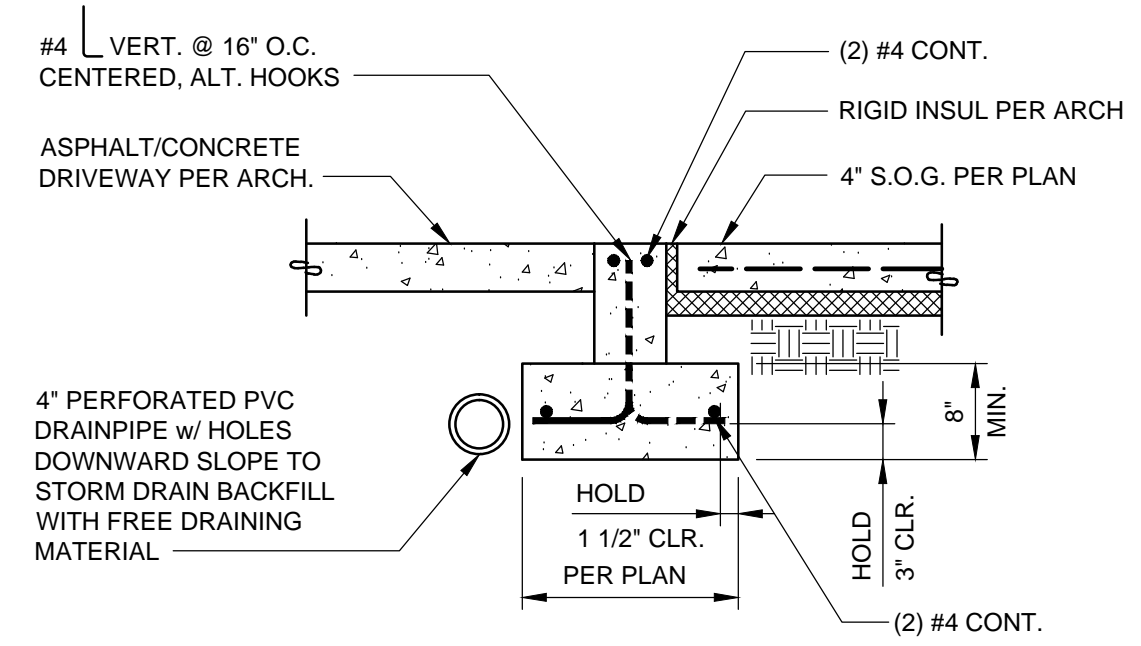 #4 VERT. @ 16" O.C.
CENTERED, ALT. HOOKS
ASPHALT/CONCRETE
DRIVEWAY PER ARCH.
4" PERFORATED PVC
DRAINPIPE w/ HOLES
DOWNWARD SLOPE TO
STORM DRAIN BACKFILL
WITH FREE DRAINING
MATERIAL
(2) #4 CONT.
RIGID INSUL PER ARCH
4" S.O.G. PER PLAN
8"
MIN.
HOLD
3" CLR.
HOLD
1 1/2" CLR.
PER PLAN
(2) #4 CONT.